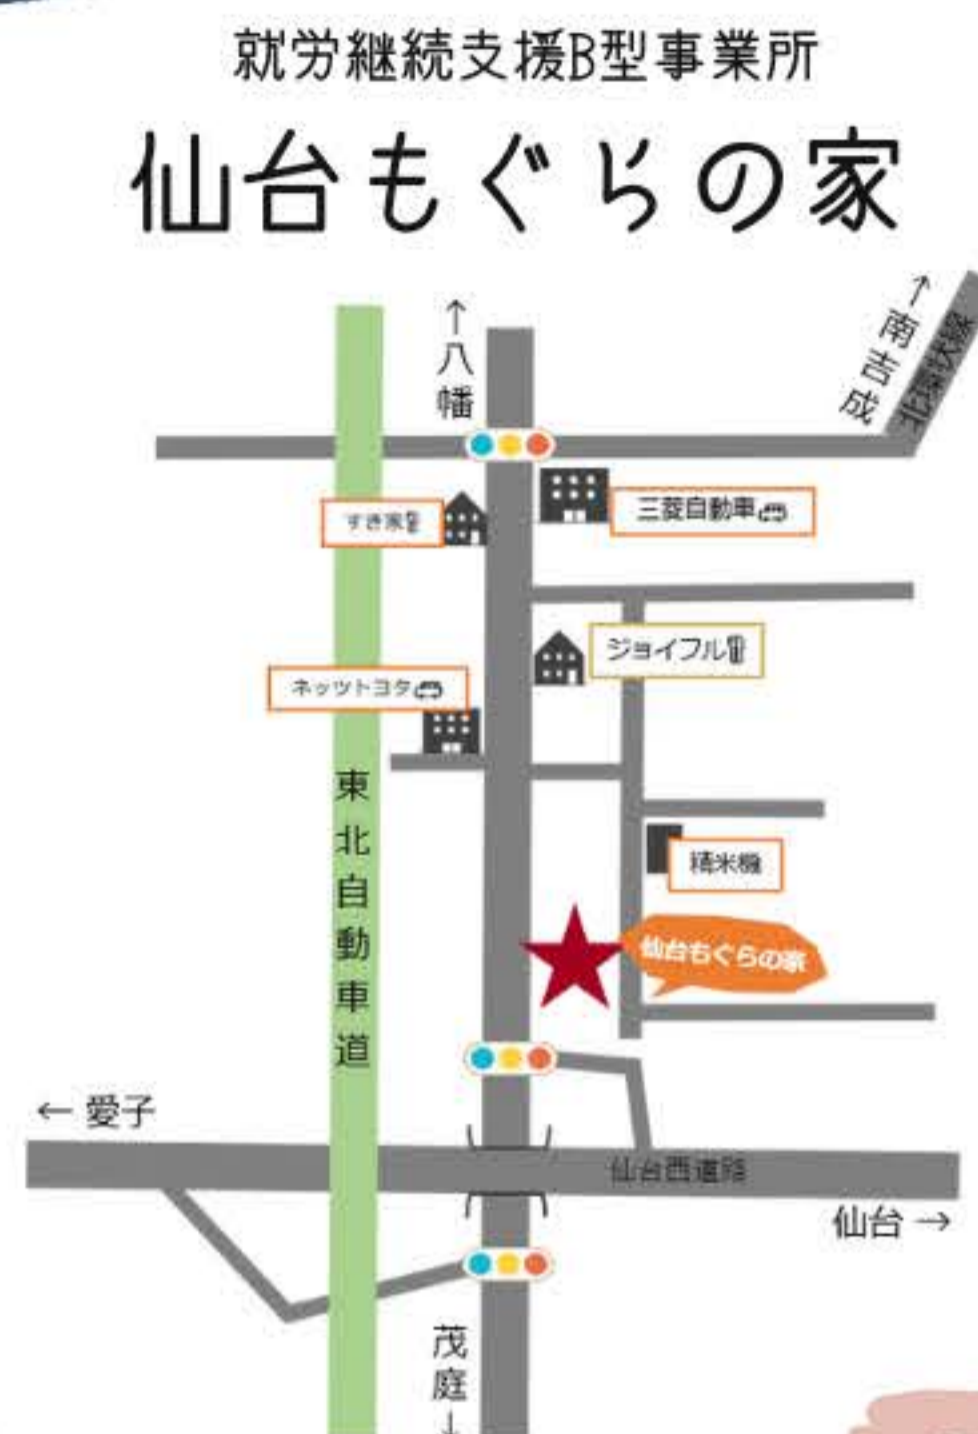 就労継続支援B型事業所
仙台もぐらの家
↑八幡
↑南吉成
北環状線
すき家
三菱自動車
ジョイフル
ネッツトヨタ
東北自動車道
精米機
仙台もぐらの家
← 愛子
仙台西道路
仙台 →
茂庭↓